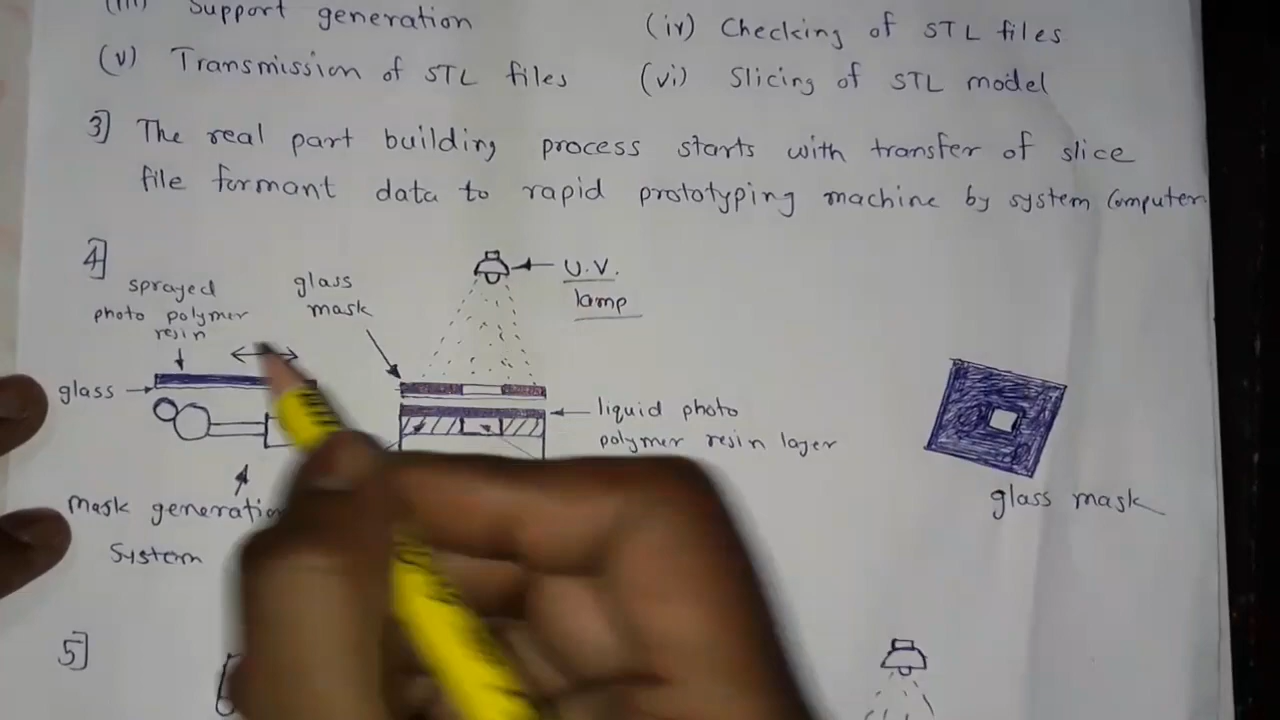 (iii) Support generation
(iv) Checking of STL files
(v) Transmission of STL files
(vi) Slicing of STL model
3] The real part building process starts with transfer of slice
file formant data to rapid prototyping machine by system Computer
4]
sprayed
photo polymer
resin
glass
mask
U.V.
lamp
glass
liquid photo
polymer resin layer
glass mask
Mask generation
System
5]